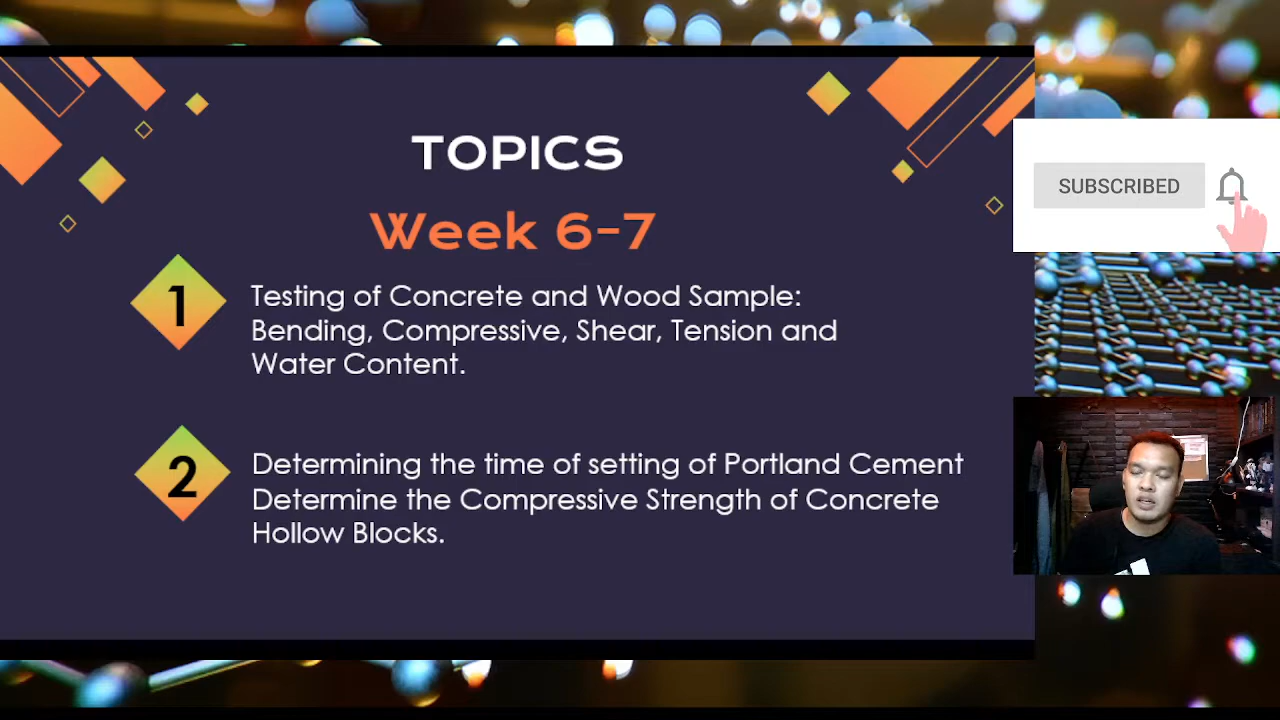 TOPICS
Week 6-7
1
Testing of Concrete and Wood Sample:
Bending, Compressive, Shear, Tension and
Water Content.
2
Determining the time of setting of Portland Cement
Determine the Compressive Strength of Concrete
Hollow Blocks.
SUBSCRIBED